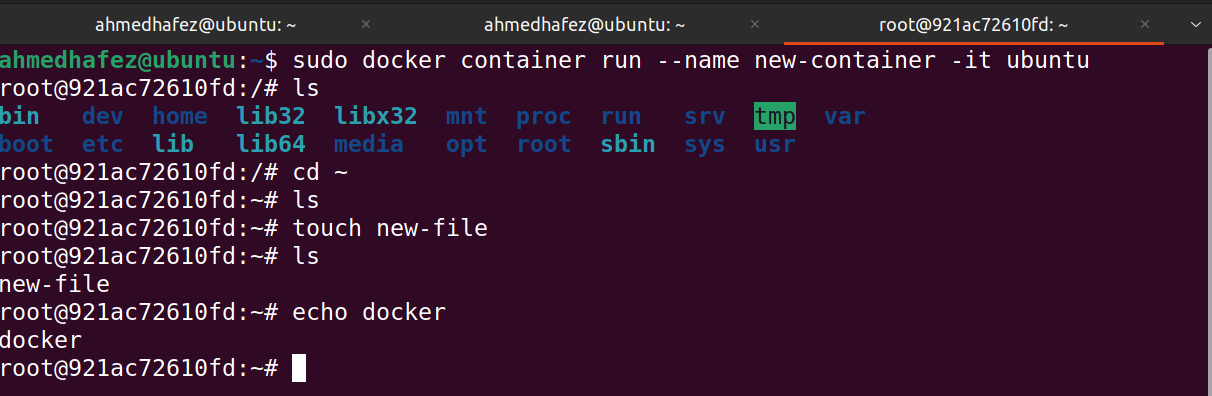 ahmedhafez@ubuntu: ~ × ahmedhafez@ubuntu: ~ × root@921ac72610fd: ~ ×
ahmedhafez@ubuntu:~$ sudo docker container run --name new-container -it ubuntu
root@921ac72610fd:/# ls
bin dev home lib32 libx32 mnt proc run srv tmp var
boot etc lib lib64 media opt root sbin sys usr
root@921ac72610fd:/# cd ~
root@921ac72610fd:~# ls
root@921ac72610fd:~# touch new-file
root@921ac72610fd:~# ls
new-file
root@921ac72610fd:~# echo docker
docker
root@921ac72610fd:~#